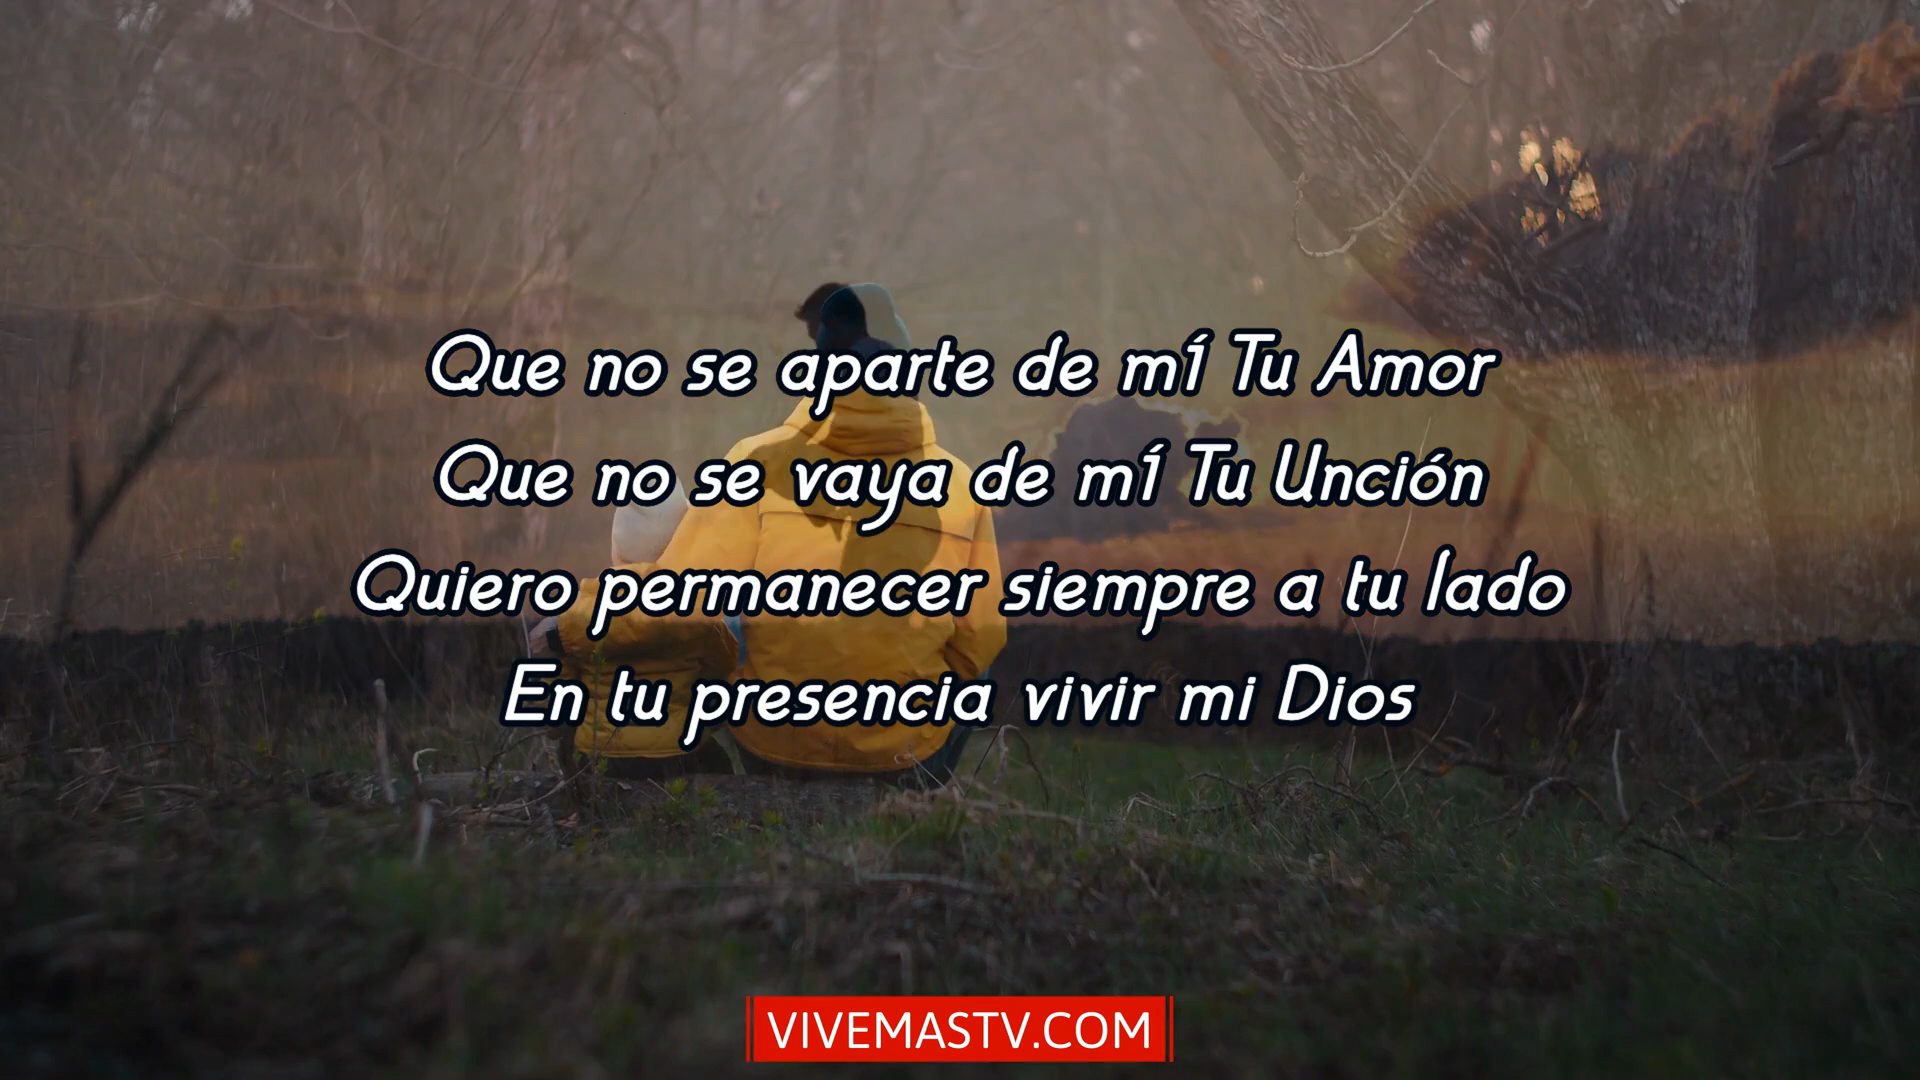 Que no se aparte de mí Tu Amor
Que no se vaya de mí Tu Unción
Quiero permanecer siempre a tu lado
En tu presencia vivir mi Dios
VIVEMASTV.COM